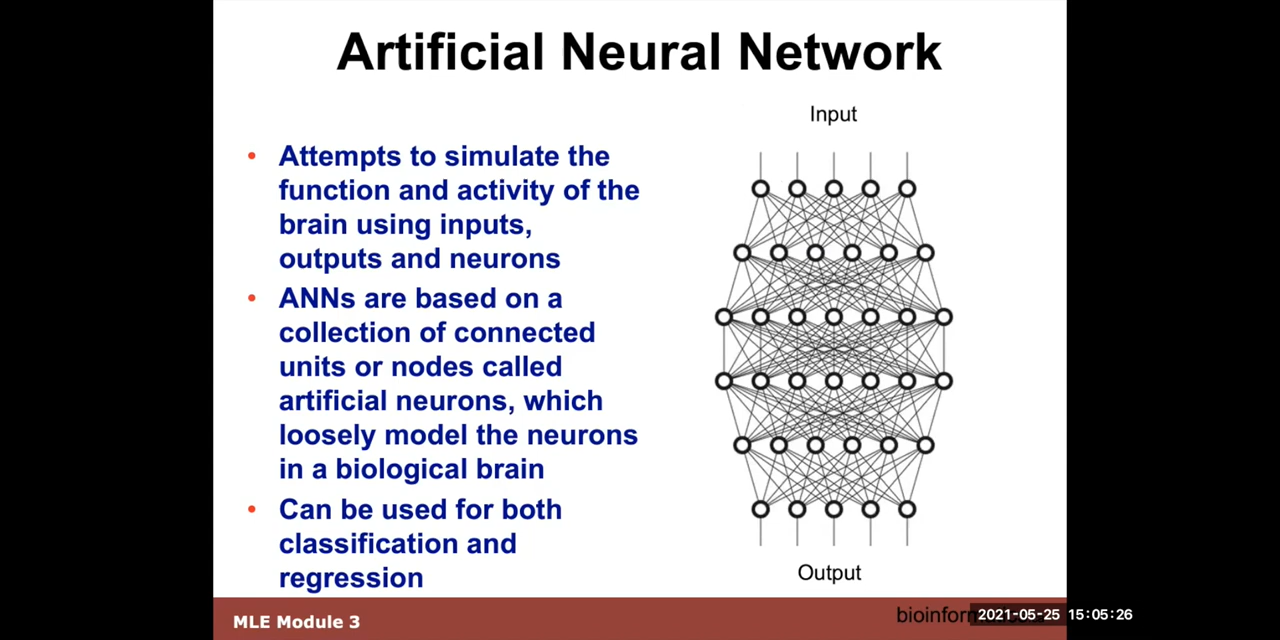 Artificial Neural Network
Input
• Attempts to simulate the
function and activity of the
brain using inputs,
outputs and neurons
• ANNs are based on a
collection of connected
units or nodes called
artificial neurons, which
loosely model the neurons
in a biological brain
• Can be used for both
classification and
regression
Output
MLE Module 3
2021-05-25 15:05:26